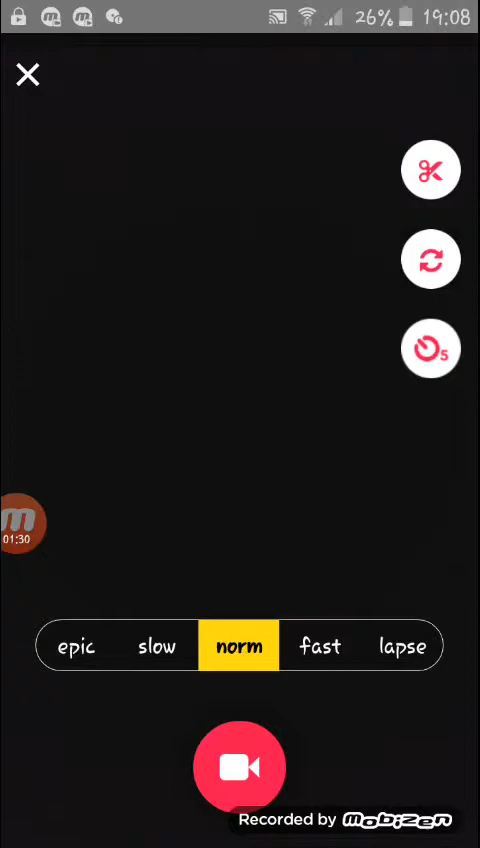 26% 19:08
5
m
01:30
epic slow norm fast lapse
Recorded by mobizen